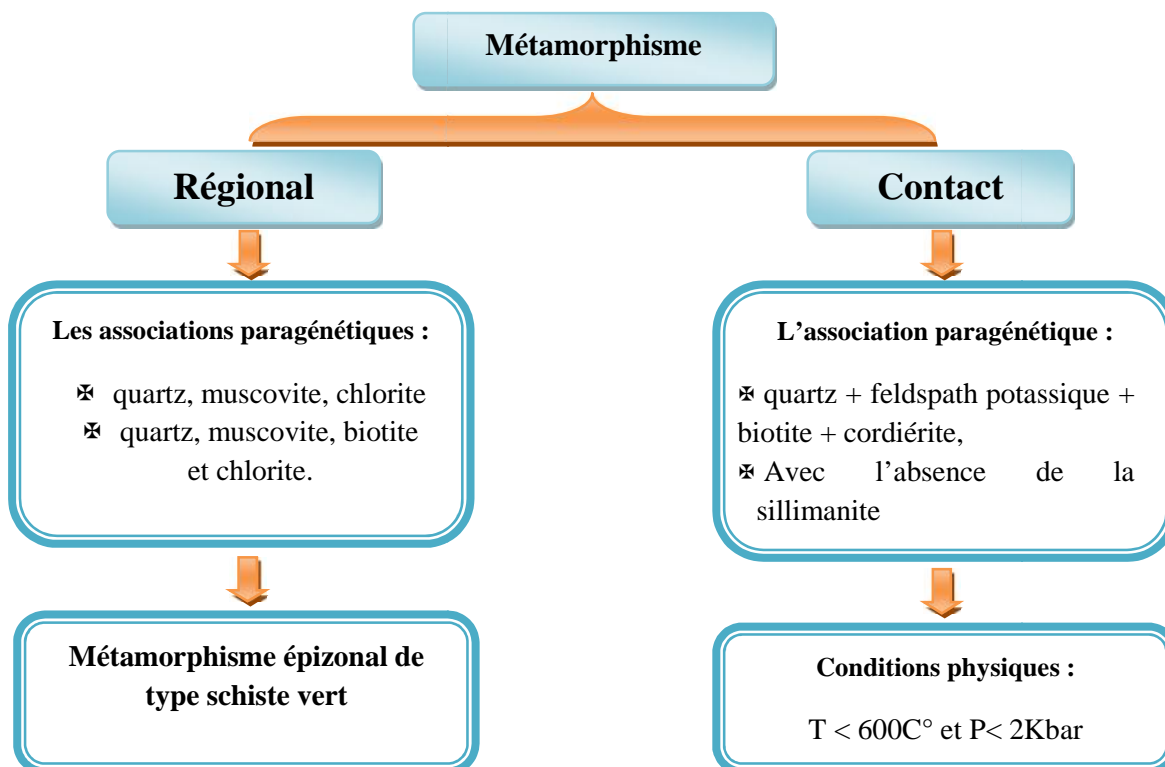 Métamorphisme
Régional
Les associations paragénétiques :
✠ quartz, muscovite, chlorite
✠ quartz, muscovite, biotite
et chlorite.
Métamorphisme épizonal de
type schiste vert
Contact
L’association paragénétique :
✠ quartz + feldspath potassique +
biotite + cordiérite,
✠ Avec l’absence de la
sillimanite
Conditions physiques :
T < 600C° et P< 2Kbar